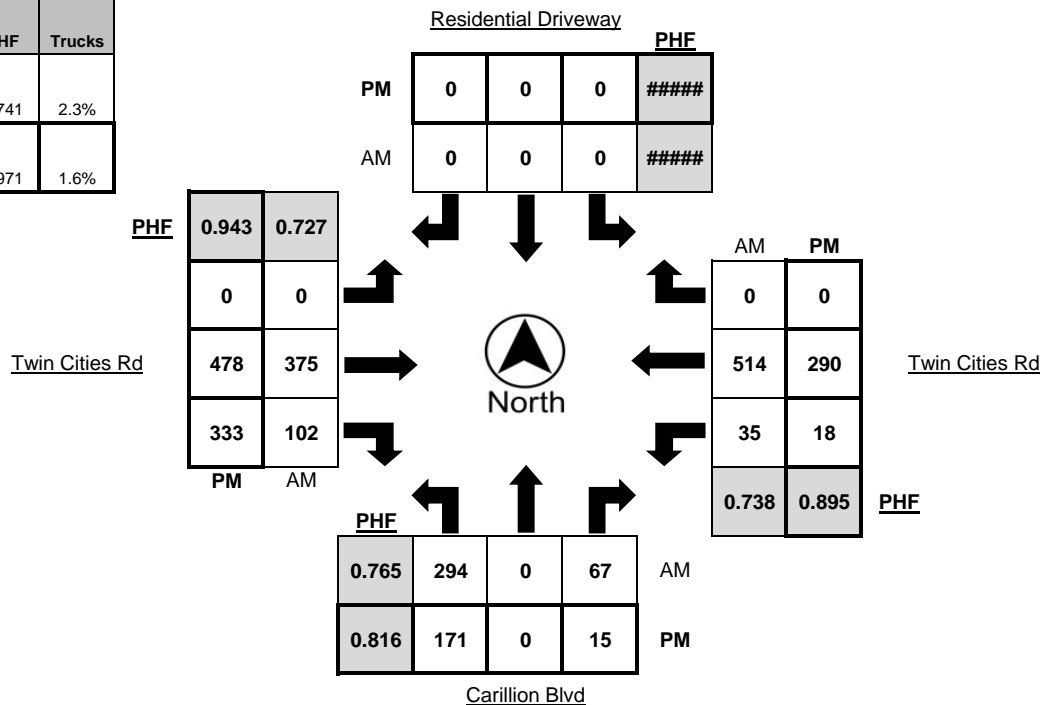 Trucks
2.3%
1.6%
Residential Driveway
PHF
PM 0 0 0 #####
AM 0 0 0 #####
PHF 0.943 0.727
0 0
Twin Cities Rd 478 375
333 102
PM AM
North
AM PM
0 0
514 290 Twin Cities Rd
35 18
0.738 0.895 PHF
PHF
0.765 294 0 67 AM
0.816 171 0 15 PM
Carillion Blvd